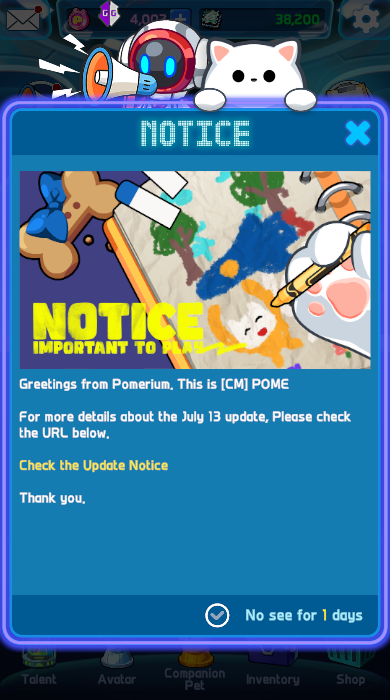 GG
4,003
38,200
NOTICE
NOTICE
IMPORTANT TO PLAY
Greetings from Pomerium. This is [CM] POME
For more details about the July 13 update, Please check
the URL below.
Check the Update Notice
Thank you.
No see for 1 days
Talent
Avatar
Companion
Pet
Inventory
Shop